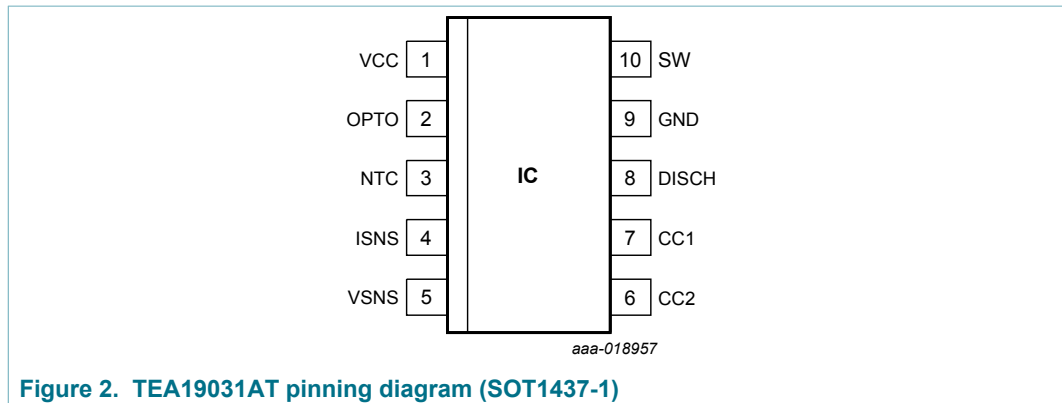 VCC 1 10 SW
OPTO 2 9 GND
NTC 3 IC 8 DISCH
ISNS 4 7 CC1
VSNS 5 6 CC2
aaa-018957
Figure 2. TEA19031AT pinning diagram (SOT1437-1)